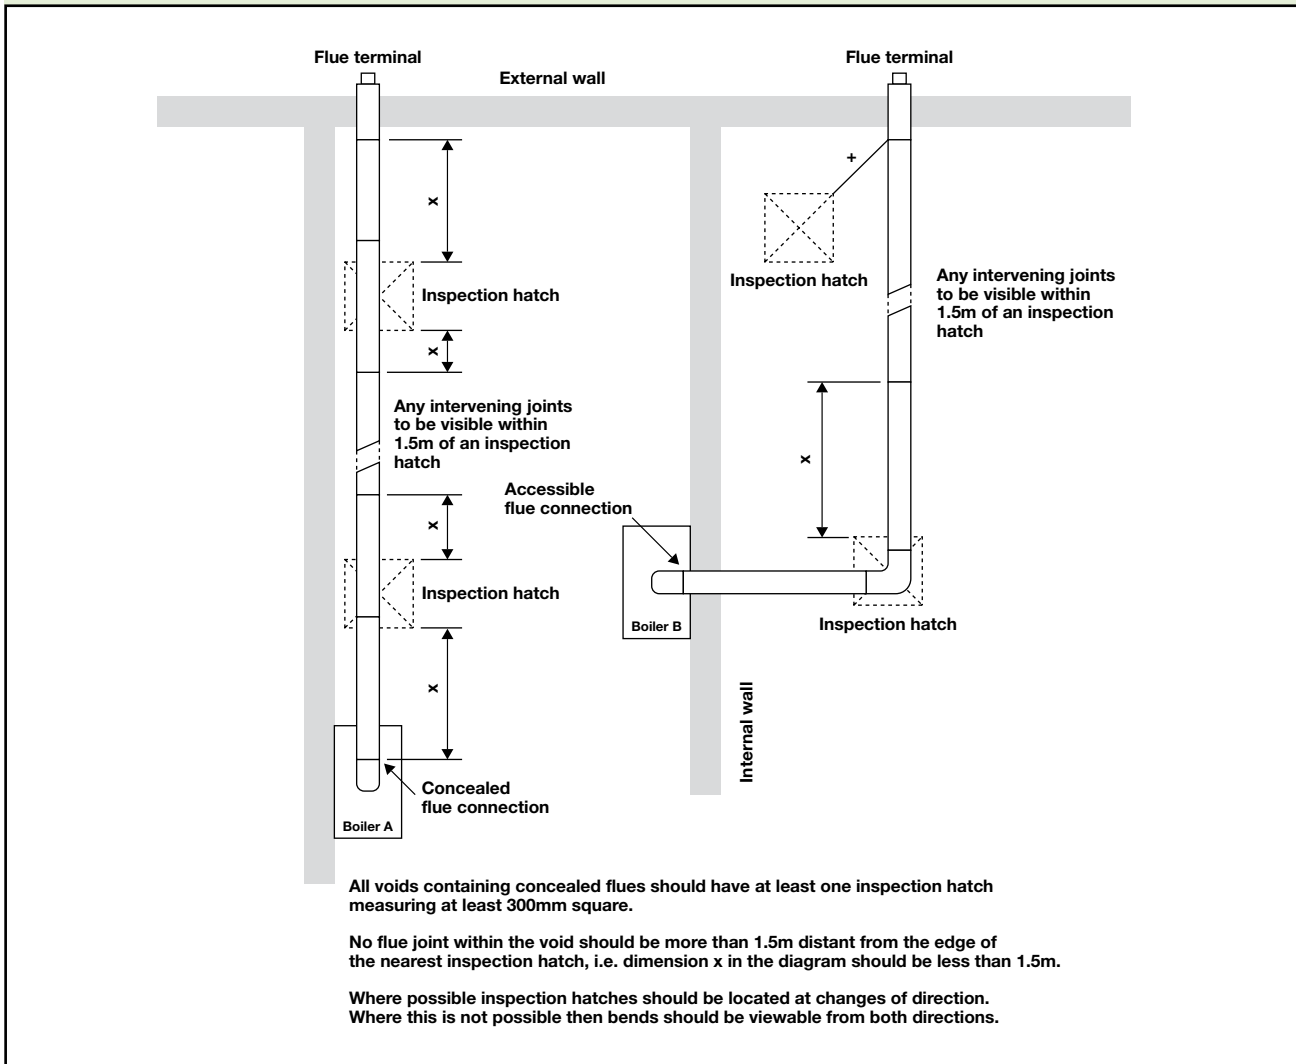 Flue terminal
External wall
Flue terminal
x
+
Inspection hatch
x
Inspection hatch
Any intervening joints
to be visible within
1.5m of an inspection
hatch
Any intervening joints
to be visible within
1.5m of an inspection
hatch
x
x
Accessible
flue connection
Inspection hatch
Boiler B
Inspection hatch
x
Internal wall
Concealed
flue connection
Boiler A
All voids containing concealed flues should have at least one inspection hatch
measuring at least 300mm square.
No flue joint within the void should be more than 1.5m distant from the edge of
the nearest inspection hatch, i.e. dimension x in the diagram should be less than 1.5m.
Where possible inspection hatches should be located at changes of direction.
Where this is not possible then bends should be viewable from both directions.